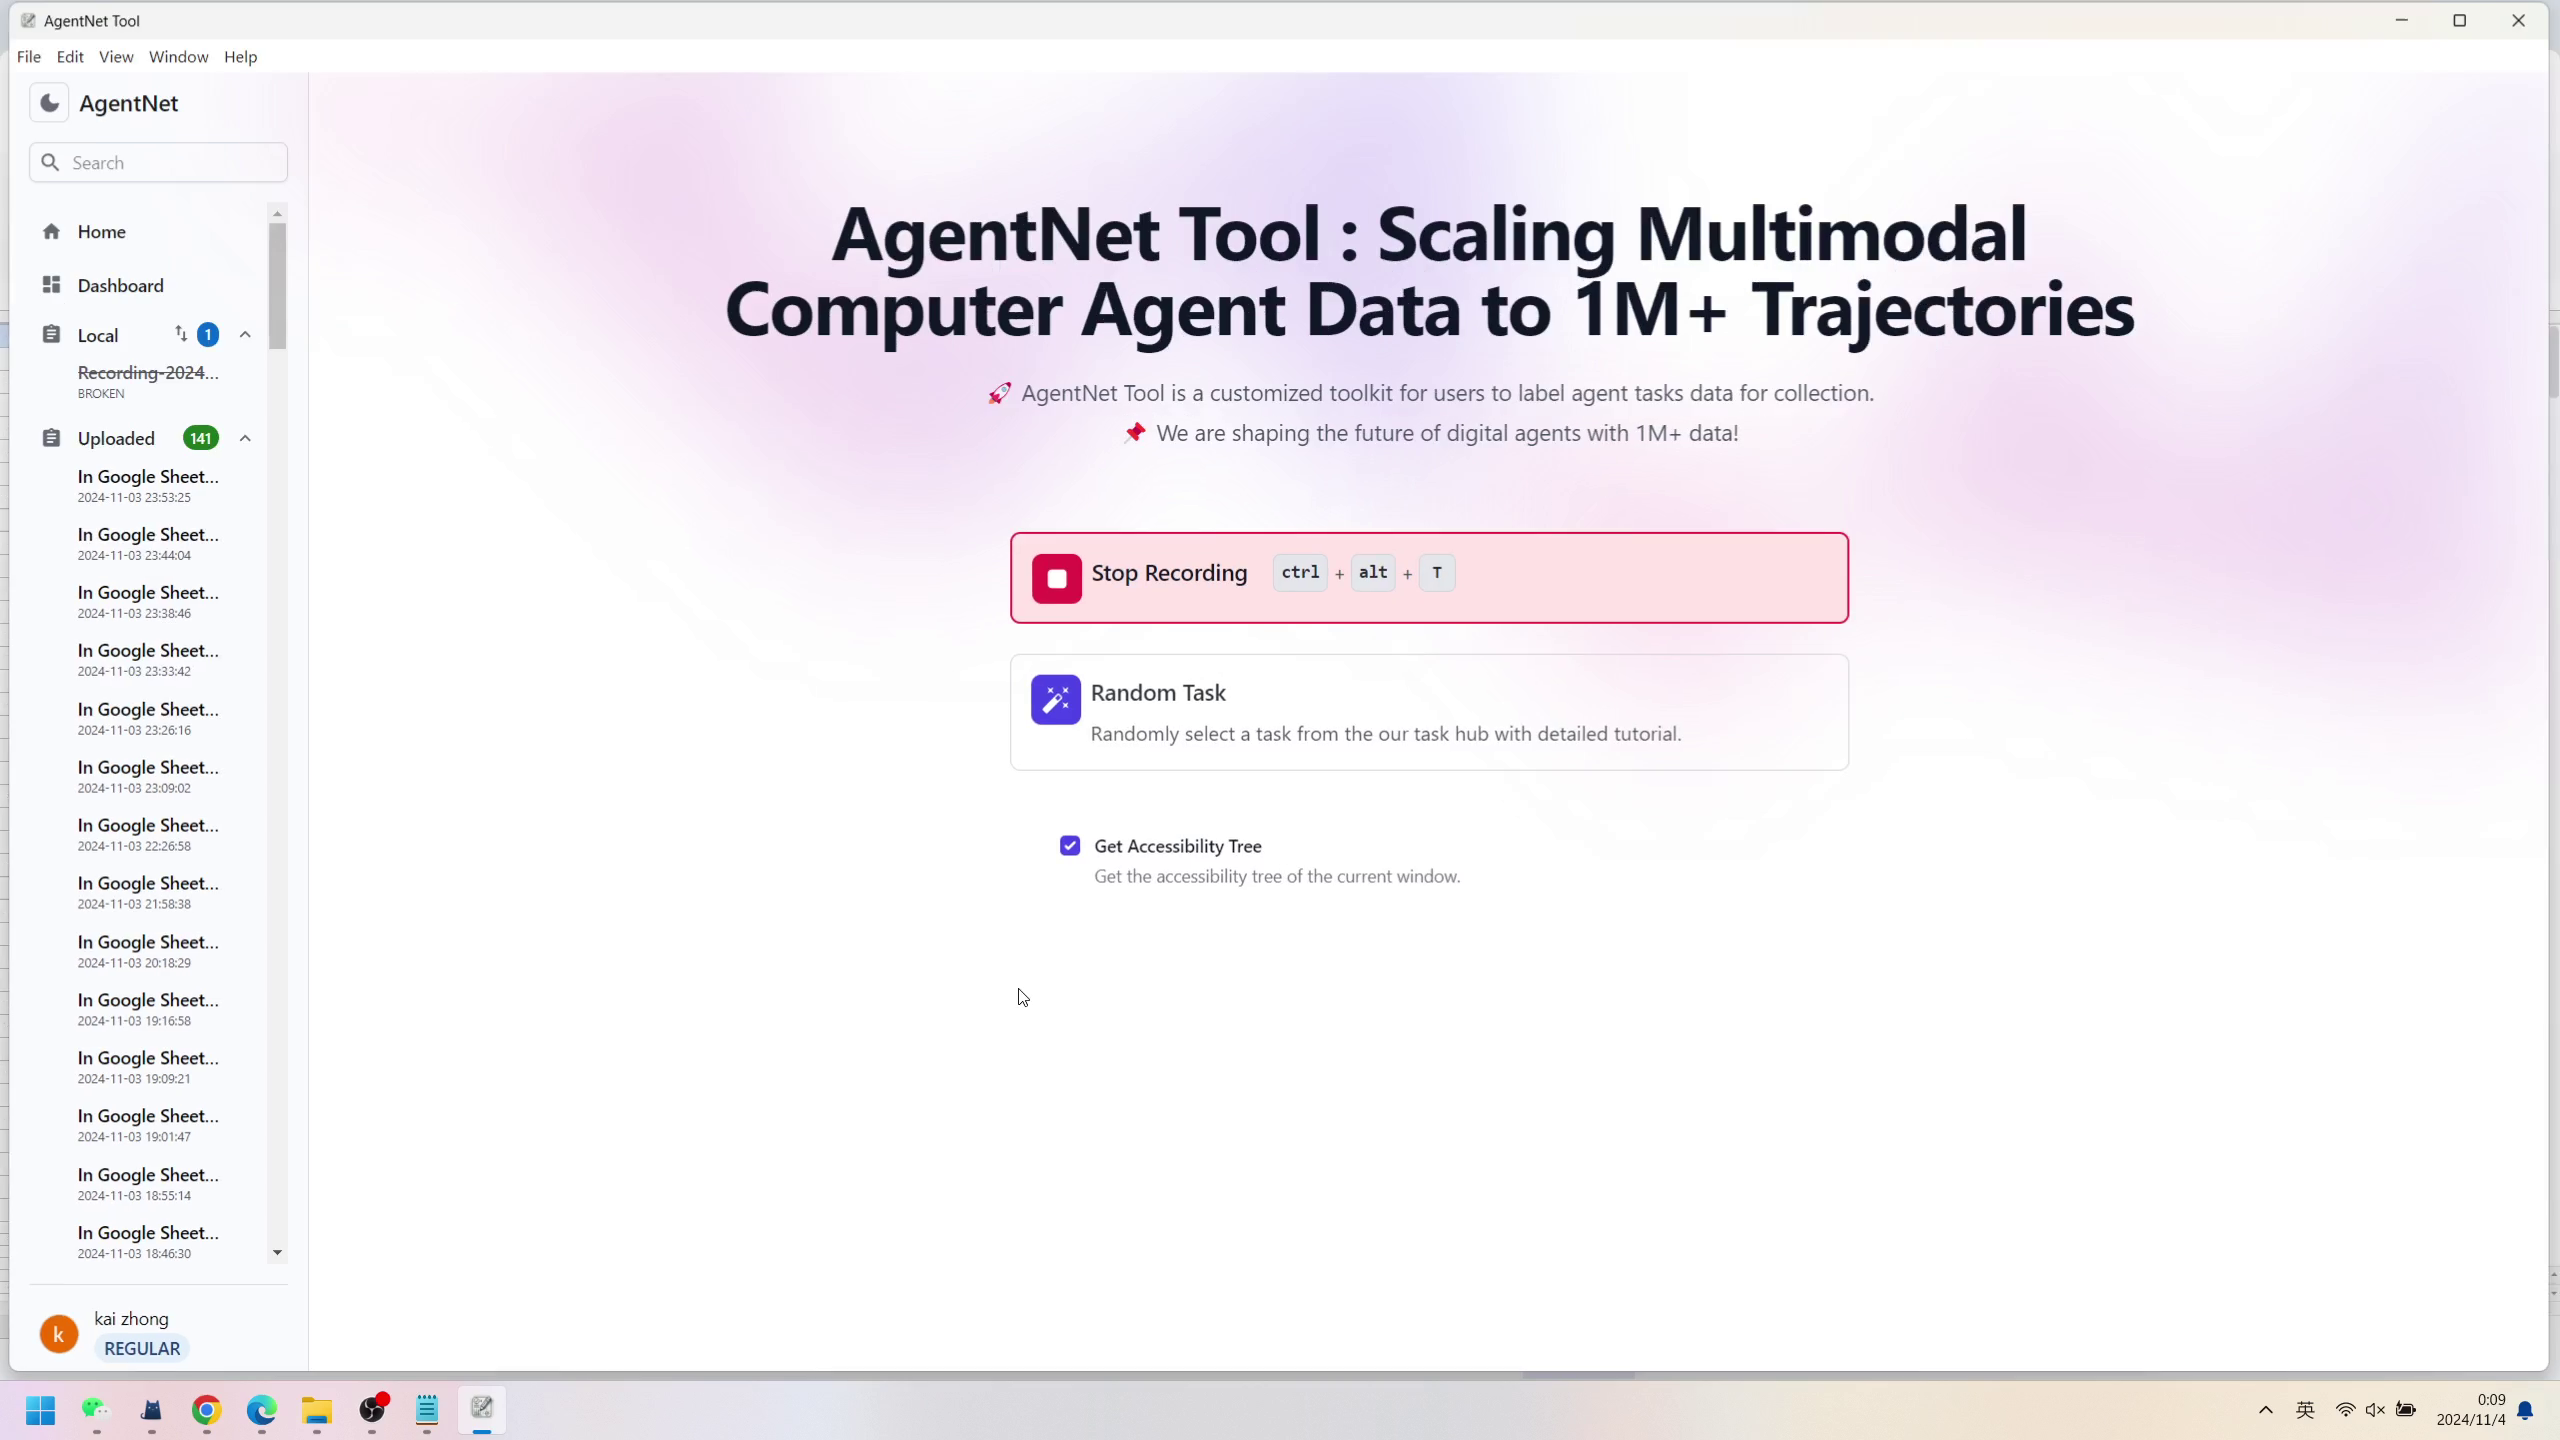 AgentNet Tool
File Edit View Window Help
AgentNet
Search
Home
Dashboard
Local 1
Recording-2024...
BROKEN
Uploaded 141
In Google Sheet...
2024-11-03 23:53:25
In Google Sheet...
2024-11-03 23:44:04
In Google Sheet...
2024-11-03 23:38:46
In Google Sheet...
2024-11-03 23:33:42
In Google Sheet...
2024-11-03 23:26:16
In Google Sheet...
2024-11-03 23:09:02
In Google Sheet...
2024-11-03 22:26:58
In Google Sheet...
2024-11-03 21:58:38
In Google Sheet...
2024-11-03 20:18:29
In Google Sheet...
2024-11-03 19:16:58
In Google Sheet...
2024-11-03 19:09:21
In Google Sheet...
2024-11-03 19:01:47
In Google Sheet...
2024-11-03 18:55:14
In Google Sheet...
2024-11-03 18:46:30
k
kai zhong
REGULAR
AgentNet Tool : Scaling Multimodal
Computer Agent Data to 1M+ Trajectories
🚀 AgentNet Tool is a customized toolkit for users to label agent tasks data for collection.
📌 We are shaping the future of digital agents with 1M+ data!
Stop Recording ctrl + alt + T
Random Task
Randomly select a task from the our task hub with detailed tutorial.
Get Accessibility Tree
Get the accessibility tree of the current window.
英
0:09
2024/11/4